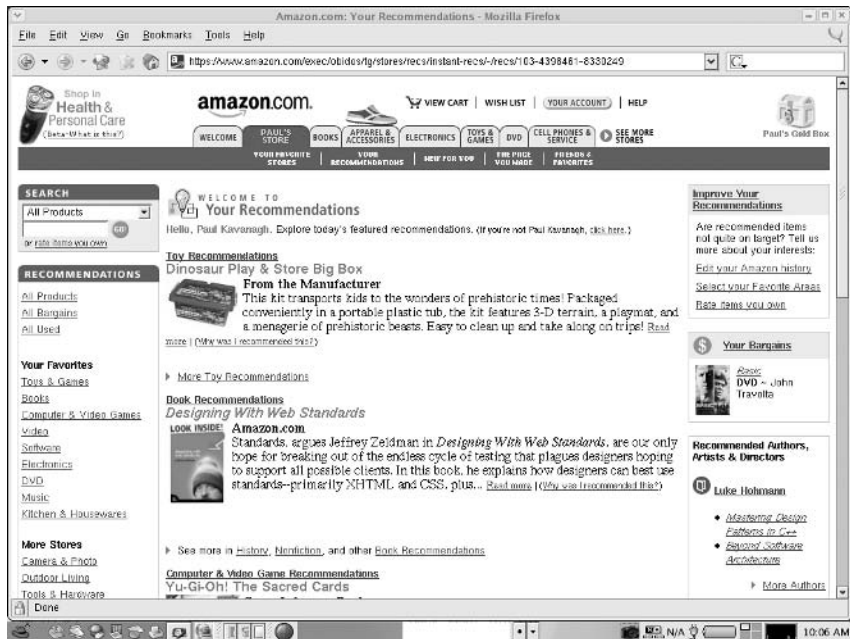 Amazon.com: Your Recommendations - Mozilla Firefox
File Edit View Go Bookmarks Tools Help
https://www.amazon.com/exec/obidos/tg/stores/recs/instant-recs/-/recs/103-4398461-8330249
Shop in
Health &
Personal Care
(beta-What is this?)
amazon.com.
VIEW CART | WISH LIST | YOUR ACCOUNT | HELP
WELCOME
PAUL'S STORE
BOOKS
APPAREL & ACCESSORIES
ELECTRONICS
TOYS & GAMES
DVD
CELL PHONES & SERVICE
SEE MORE STORES
Paul's Gold Box
YOUR FAVORITE STORES | YOUR RECOMMENDATIONS | NEW FOR YOU | THE PAGE YOU MADE | FRIENDS & FAVORITES
SEARCH
All Products
GO!
or rate items you own
RECOMMENDATIONS
All Products
All Bargains
All Used
Your Favorites
Toys & Games
Books
Computer & Video Games
Video
Software
Electronics
DVD
Music
Kitchen & Housewares
More Stores
Camera & Photo
Outdoor Living
Tools & Hardware
WELCOME TO
Your Recommendations
Hello, Paul Kavanagh. Explore today's featured recommendations. (If you're not Paul Kavanagh, click here.)
Toy Recommendations
Dinosaur Play & Store Big Box
From the Manufacturer
This kit transports kids to the wonders of prehistoric times! Packaged
conveniently in a portable plastic tub, the kit features 3-D terrain, a playmat, and
a menagerie of prehistoric beasts. Easy to clean up and take along on trips! Read
more | (Why was I recommended this?)
More Toy Recommendations
Book Recommendations
Designing With Web Standards
LOOK INSIDE!
Amazon.com
Standards, argues Jeffrey Zeldman in Designing With Web Standards, are our only
hope for breaking out of the endless cycle of testing that plagues designers hoping
to support all possible clients. In this book, he explains how designers can best use
standards--primarily XHTML and CSS, plus... Read more | (Why was I recommended this?)
See more in History, Nonfiction, and other Book Recommendations
Computer & Video Game Recommendations
Yu-Gi-Oh! The Sacred Cards
Improve Your
Recommendations
Are recommended items
not quite on target? Tell us
more about your interests:
Edit your Amazon history
Select your Favorite Areas
Rate items you own
Your Bargains
Basic
DVD ~ John
Travolta
Recommended Authors,
Artists & Directors
Luke Hohmann
Mastering Design
Patterns in C++
Beyond Software
Architecture
More Authors
Done
N/A
10:06 AM